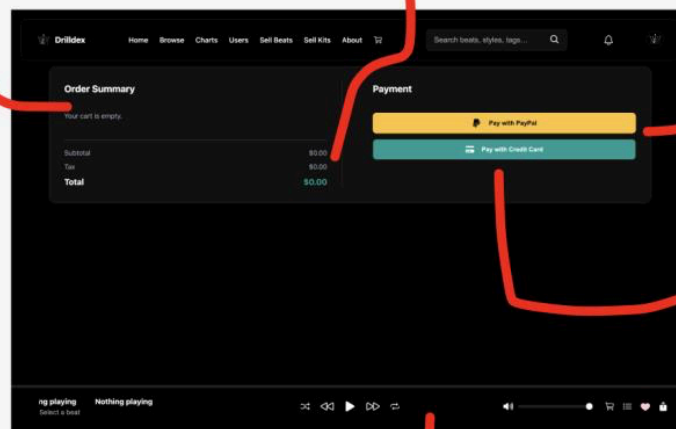 Drilldex Home Browse Charts Users Sell Beats Sell Kits About Search beats, styles, tags...
Order Summary
Your cart is empty.
Subtotal $0.00
Tax $0.00
Total $0.00
Payment
Pay with PayPal
Pay with Credit Card
ng playing Nothing playing
Select a beat